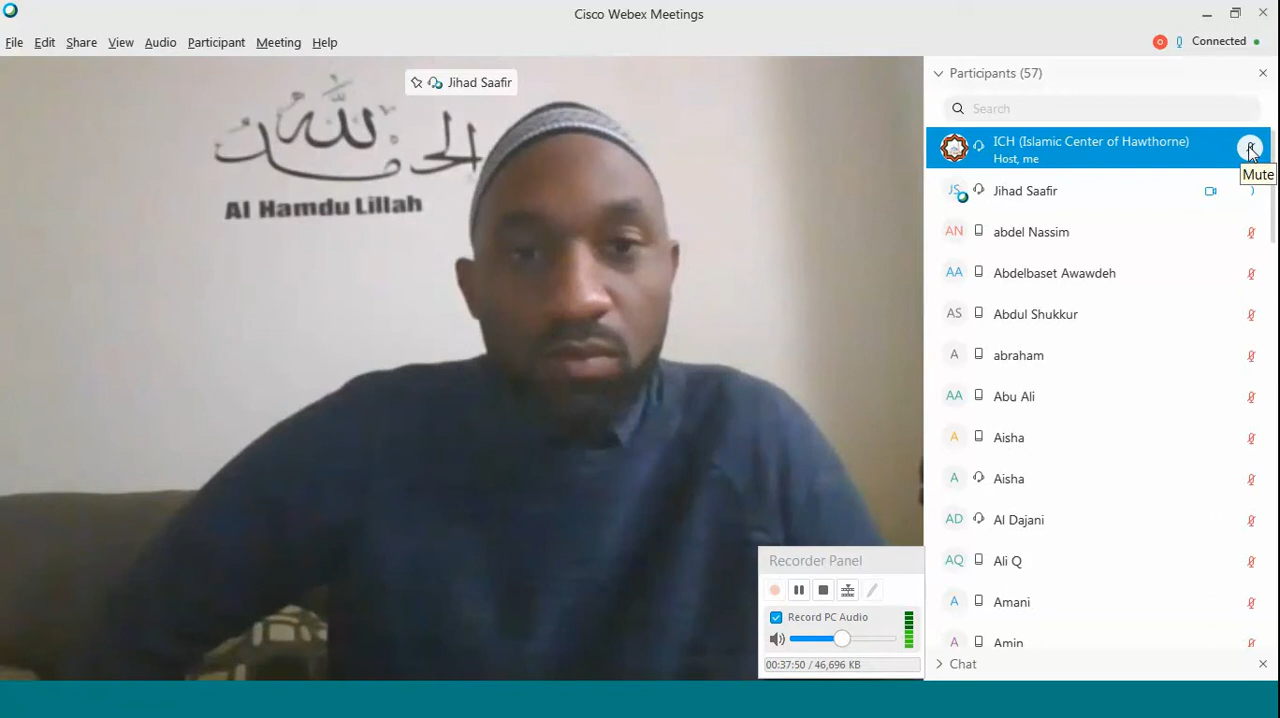 Cisco Webex Meetings
File Edit Share View Audio Participant Meeting Help
Connected
Jihad Saafir
الحمد لله
Al Hamdu Lillah
Participants (57)
Search
ICH (Islamic Center of Hawthorne)
Host, me
Mute
JS Jihad Saafir
AN abdel Nassim
AA Abdelbaset Awawdeh
AS Abdul Shukkur
A abraham
AA Abu Ali
A Aisha
A Aisha
AD Al Dajani
AQ Ali Q
A Amani
A Amin
Chat
Recorder Panel
Record PC Audio
00:37:50 / 46,696 KB